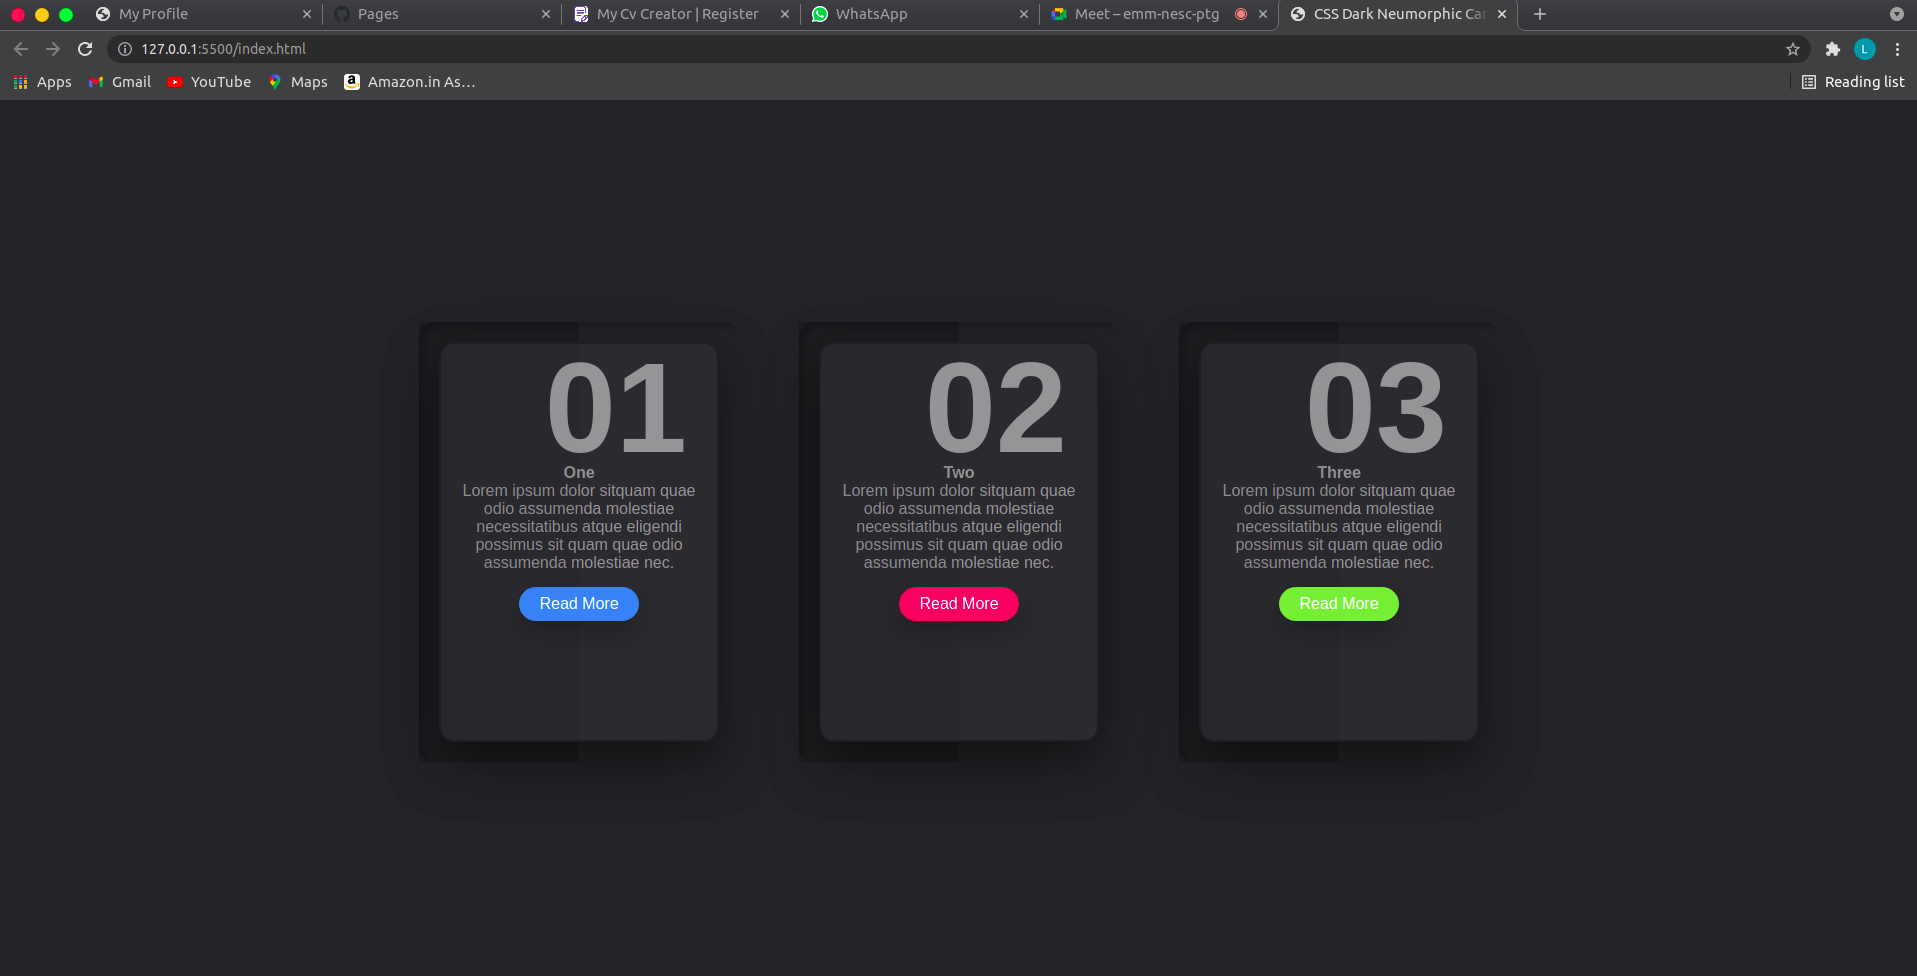 My Profile
Pages
My Cv Creator | Register
WhatsApp
Meet – emm-nesc-ptg
CSS Dark Neumorphic Car
127.0.0.1:5500/index.html
L
Apps
Gmail
YouTube
Maps
Amazon.in As...
Reading list
01
One
Lorem ipsum dolor sitquam quae
odio assumenda molestiae
necessitatibus atque eligendi
possimus sit quam quae odio
assumenda molestiae nec.
Read More
02
Two
Lorem ipsum dolor sitquam quae
odio assumenda molestiae
necessitatibus atque eligendi
possimus sit quam quae odio
assumenda molestiae nec.
Read More
03
Three
Lorem ipsum dolor sitquam quae
odio assumenda molestiae
necessitatibus atque eligendi
possimus sit quam quae odio
assumenda molestiae nec.
Read More